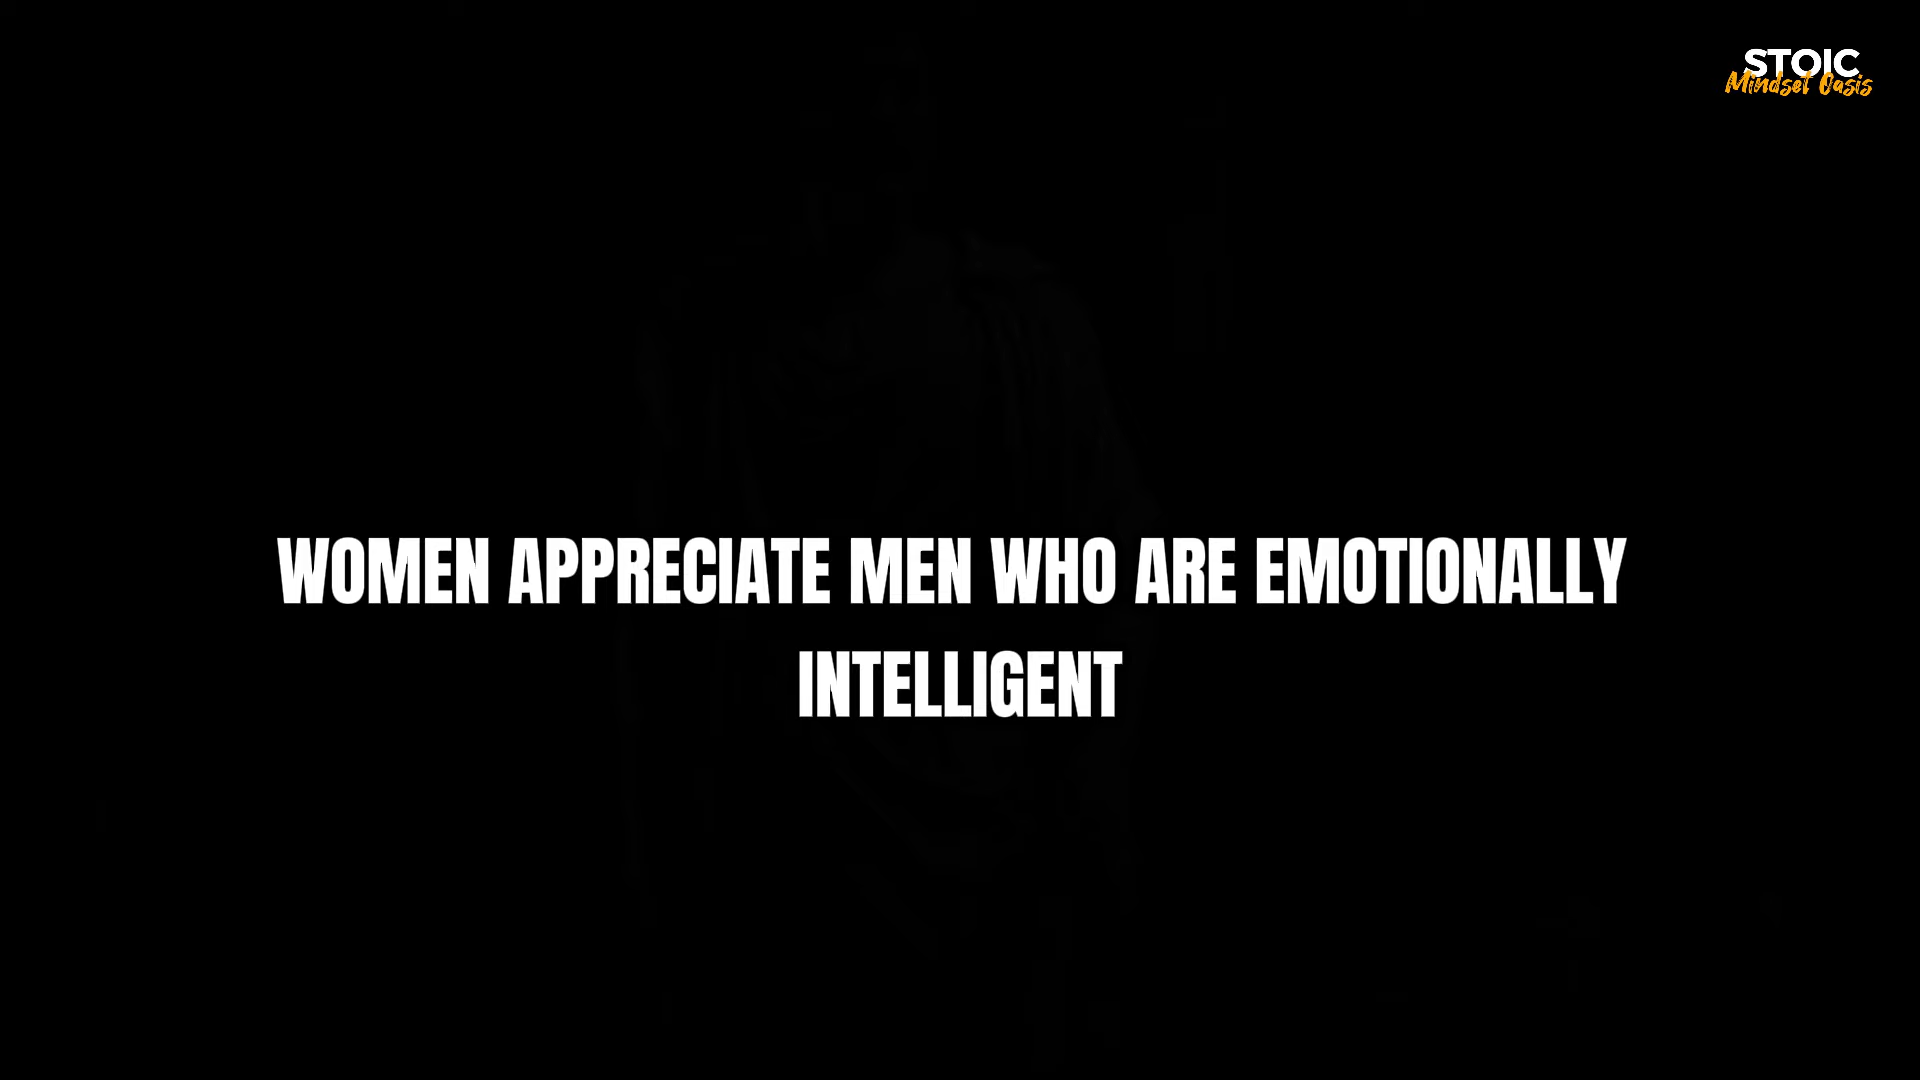 STOIC
Mindset Oasis
WOMEN APPRECIATE MEN WHO ARE EMOTIONALLY
INTELLIGENT